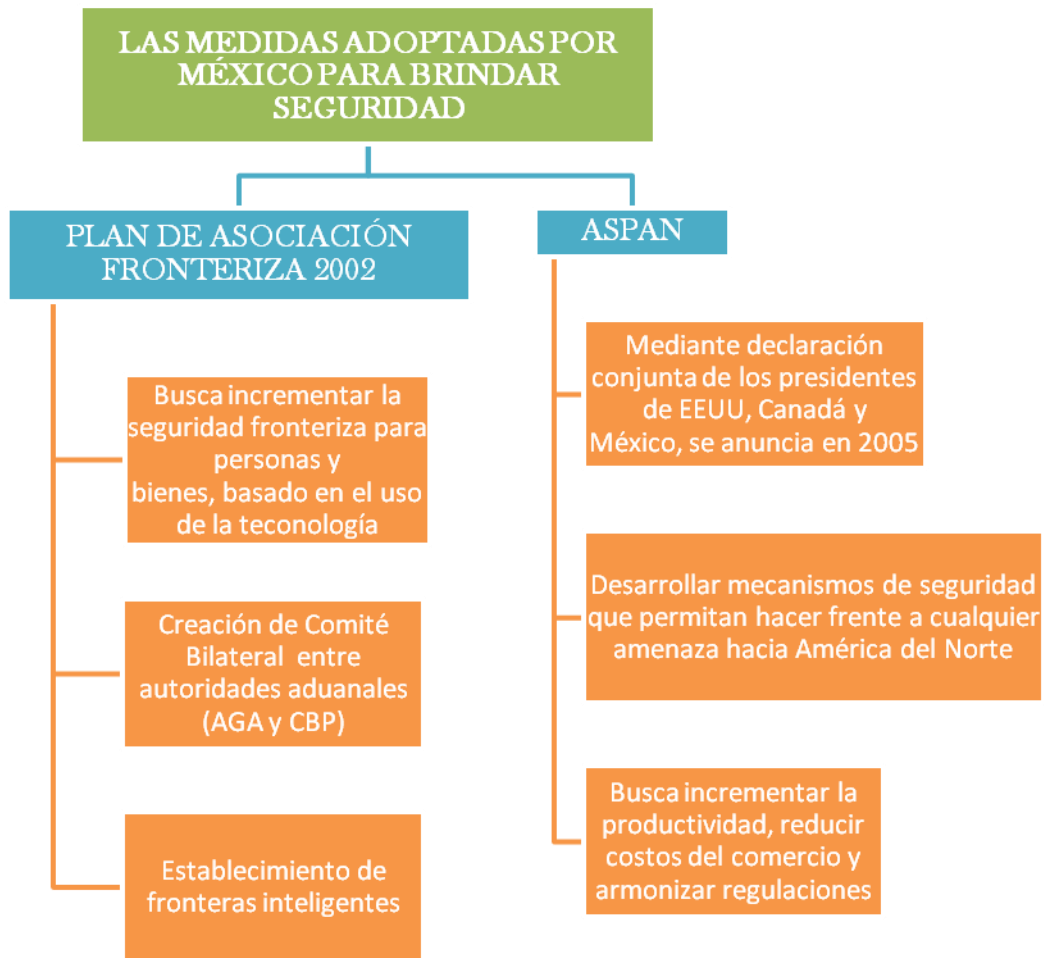 LAS MEDIDAS ADOPTADAS POR
MÉXICO PARA BRINDAR
SEGURIDAD
PLAN DE ASOCIACIÓN
FRONTERIZA 2002
Busca incrementar la
seguridad fronteriza para
personas y
bienes, basado en el uso
de la teconología
Creación de Comité
Bilateral entre
autoridades aduanales
(AGA y CBP)
Establecimiento de
fronteras inteligentes
ASPAN
Mediante declaración
conjunta de los presidentes
de EEUU, Canadá y
México, se anuncia en 2005
Desarrollar mecanismos de seguridad
que permitan hacer frente a cualquier
amenaza hacia América del Norte
Busca incrementar la
productividad, reducir
costos del comercio y
armonizar regulaciones